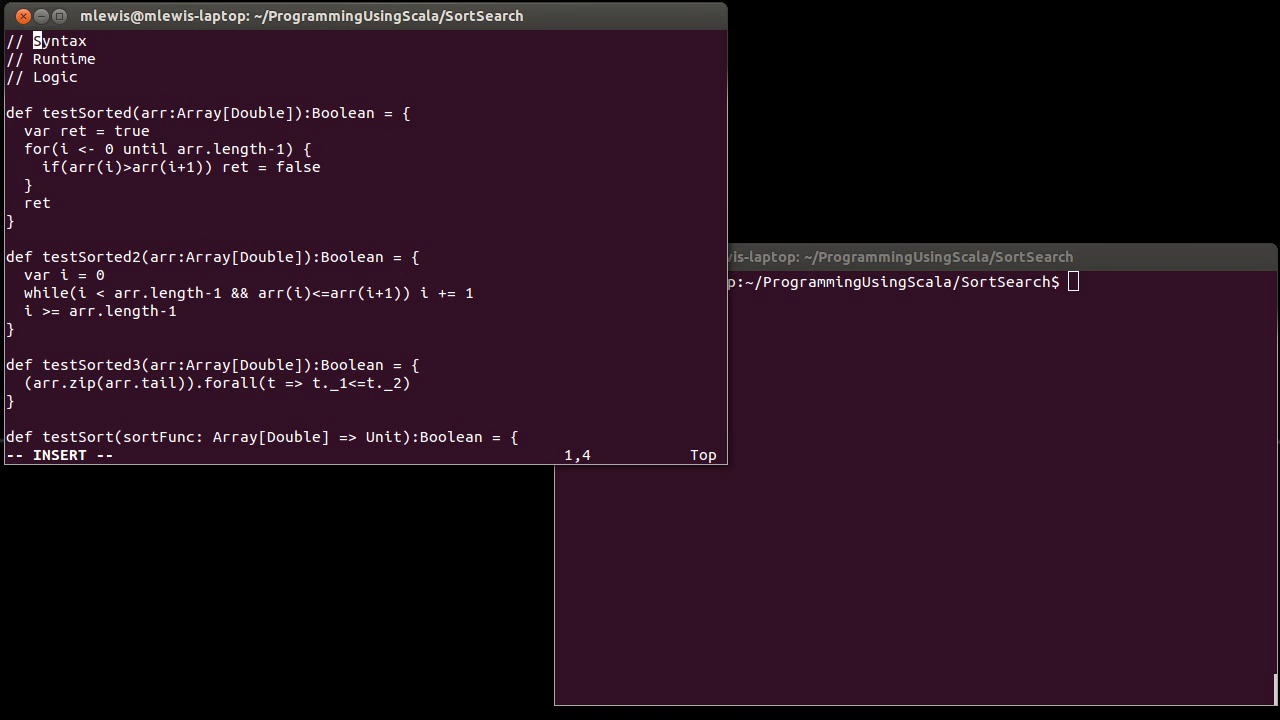 mlewis@mlewis-laptop: ~/ProgrammingUsingScala/SortSearch
// Syntax
// Runtime
// Logic
def testSorted(arr:Array[Double]):Boolean = {
  var ret = true
  for(i <- 0 until arr.length-1) {
    if(arr(i)>arr(i+1)) ret = false
  }
  ret
}
def testSorted2(arr:Array[Double]):Boolean = {
  var i = 0
  while(i < arr.length-1 && arr(i)<=arr(i+1)) i += 1
  i >= arr.length-1
}
def testSorted3(arr:Array[Double]):Boolean = {
  (arr.zip(arr.tail)).forall(t => t._1<=t._2)
}
def testSort(sortFunc: Array[Double] => Unit):Boolean = {
-- INSERT -- 1,4 Top
is-laptop: ~/ProgrammingUsingScala/SortSearch
p:~/ProgrammingUsingScala/SortSearch$